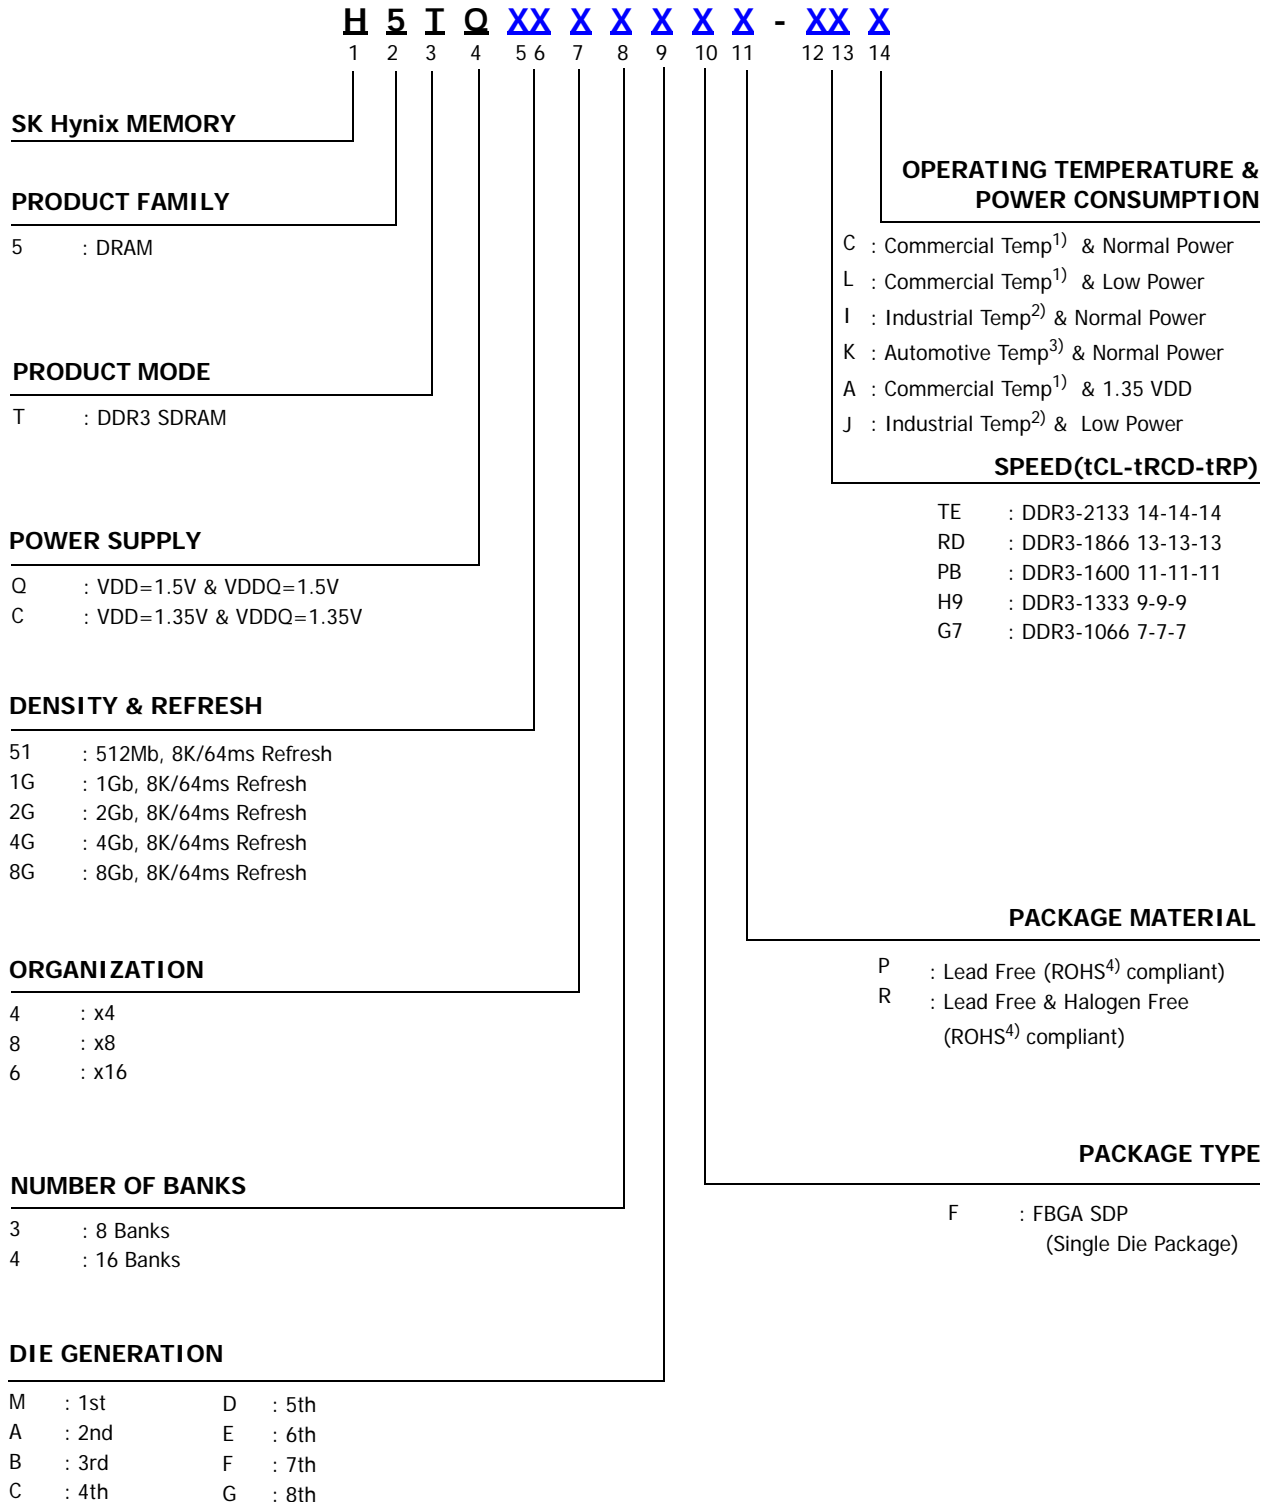 H 5 T Q XX X X X X X - XX X
1 2 3 4 5 6 7 8 9 10 11 12 13 14
SK Hynix MEMORY
PRODUCT FAMILY
5 : DRAM
PRODUCT MODE
T : DDR3 SDRAM
POWER SUPPLY
Q : VDD=1.5V & VDDQ=1.5V
C : VDD=1.35V & VDDQ=1.35V
DENSITY & REFRESH
51 : 512Mb, 8K/64ms Refresh
1G : 1Gb, 8K/64ms Refresh
2G : 2Gb, 8K/64ms Refresh
4G : 4Gb, 8K/64ms Refresh
8G : 8Gb, 8K/64ms Refresh
ORGANIZATION
4 : x4
8 : x8
6 : x16
NUMBER OF BANKS
3 : 8 Banks
4 : 16 Banks
DIE GENERATION
M : 1st D : 5th
A : 2nd E : 6th
B : 3rd F : 7th
C : 4th G : 8th
OPERATING TEMPERATURE &
POWER CONSUMPTION
C : Commercial Temp1) & Normal Power
L : Commercial Temp1) & Low Power
I : Industrial Temp2) & Normal Power
K : Automotive Temp3) & Normal Power
A : Commercial Temp1) & 1.35 VDD
J : Industrial Temp2) & Low Power
SPEED(tCL-tRCD-tRP)
TE : DDR3-2133 14-14-14
RD : DDR3-1866 13-13-13
PB : DDR3-1600 11-11-11
H9 : DDR3-1333 9-9-9
G7 : DDR3-1066 7-7-7
PACKAGE MATERIAL
P : Lead Free (ROHS4) compliant)
R : Lead Free & Halogen Free
(ROHS4) compliant)
PACKAGE TYPE
F : FBGA SDP
(Single Die Package)